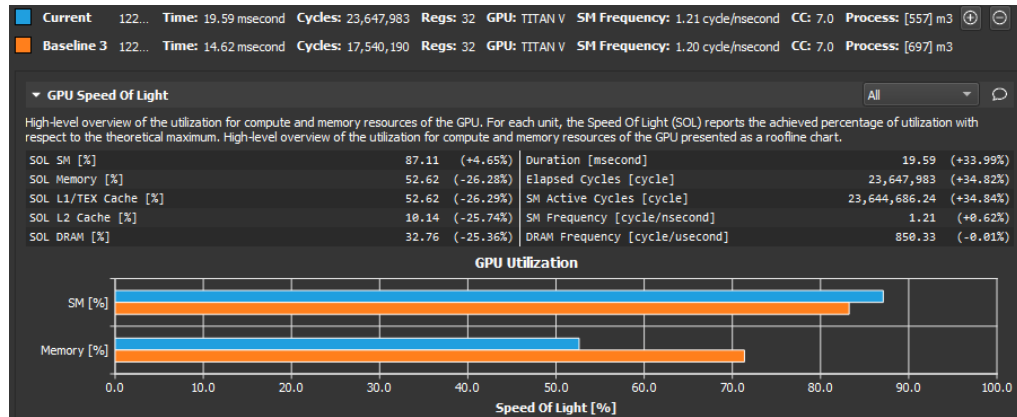 Current 122... Time: 19.59 msecond Cycles: 23,647,983 Regs: 32 GPU: TITAN V SM Frequency: 1.21 cycle/nsecond CC: 7.0 Process: [557] m3
Baseline 3 122... Time: 14.62 msecond Cycles: 17,540,190 Regs: 32 GPU: TITAN V SM Frequency: 1.20 cycle/nsecond CC: 7.0 Process: [697] m3
GPU Speed Of Light All
High-level overview of the utilization for compute and memory resources of the GPU. For each unit, the Speed Of Light (SOL) reports the achieved percentage of utilization with
respect to the theoretical maximum. High-level overview of the utilization for compute and memory resources of the GPU presented as a roofline chart.
SOL SM [%] 87.11 (+4.65%) Duration [msecond] 19.59 (+33.99%)
SOL Memory [%] 52.62 (-26.28%) Elapsed Cycles [cycle] 23,647,983 (+34.82%)
SOL L1/TEX Cache [%] 52.62 (-26.29%) SM Active Cycles [cycle] 23,644,686.24 (+34.84%)
SOL L2 Cache [%] 10.14 (-25.74%) SM Frequency [cycle/nsecond] 1.21 (+0.62%)
SOL DRAM [%] 32.76 (-25.36%) DRAM Frequency [cycle/usecond] 850.33 (-0.01%)
GPU Utilization
SM [%]
Memory [%]
0.0 10.0 20.0 30.0 40.0 50.0 60.0 70.0 80.0 90.0 100.0
Speed Of Light [%]